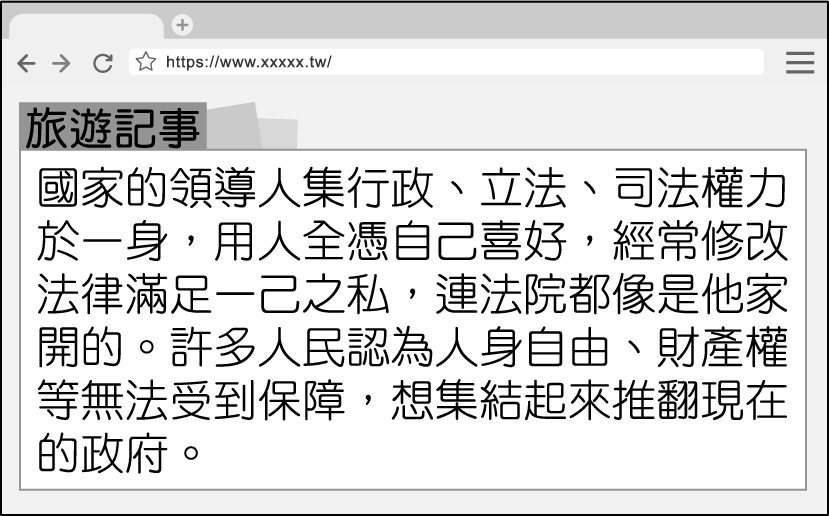 https://www.xxxxx.tw/
旅遊記事
國家的領導人集行政、立法、司法權力
於一身，用人全憑自己喜好，經常修改
法律滿足一己之私，連法院都像是他家
開的。許多人民認為人身自由、財產權
等無法受到保障，想集結起來推翻現在
的政府。